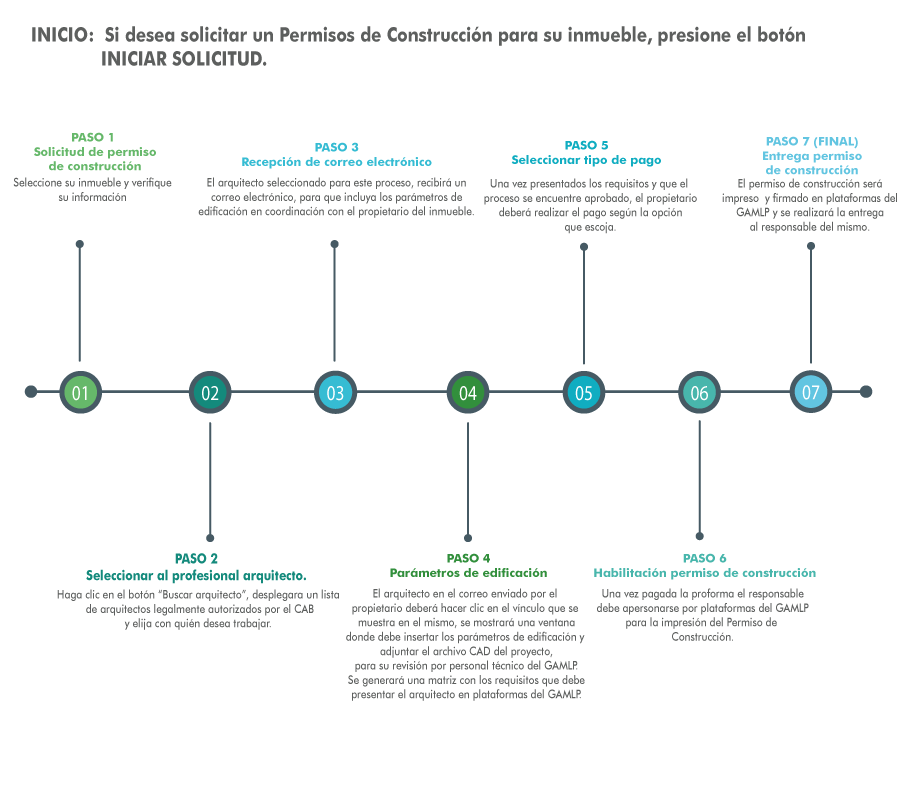 INICIO: Si desea solicitar un Permisos de Construcción para su inmueble, presione el botón
INICIAR SOLICITUD.
PASO 1
Solicitud de permiso
de construcción
Seleccione su inmueble y verifique
su información
PASO 3
Recepción de correo electrónico
El arquitecto seleccionado para este proceso, recibirá un
correo electrónico, para que incluya los parámetros de
edificación en coordinación con el propietario del inmueble.
PASO 5
Seleccionar tipo de pago
Una vez presentados los requisitos y que el
proceso se encuentre aprobado, el propietario
deberá realizar el pago según la opción
que escoja.
PASO 7 (FINAL)
Entrega permiso
de construcción
El permiso de construcción será
impreso y firmado en plataformas del
GAMLP y se realizará la entrega
al responsable del mismo.
01
02
03
04
05
06
07
PASO 2
Seleccionar al profesional arquitecto.
Haga clic en el botón “Buscar arquitecto”, desplegara un lista
de arquitectos legalmente autorizados por el CAB
y elija con quién desea trabajar.
PASO 4
Parámetros de edificación
El arquitecto en el correo enviado por el
propietario deberá hacer clic en el vínculo que se
muestra en el mismo, se mostrará una ventana
donde debe insertar los parámetros de edificación y
adjuntar el archivo CAD del proyecto,
para su revisión por personal técnico del GAMLP.
Se generará una matriz con los requisitos que debe
presentar el arquitecto en plataformas del GAMLP.
PASO 6
Habilitación permiso de construcción
Una vez pagada la proforma el responsable
debe apersonarse por plataformas del GAMLP
para la impresión del Permiso de
Construcción.